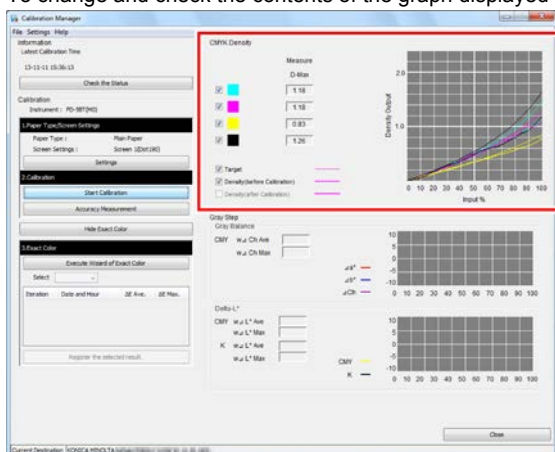 To change and check the contents of the graph displayed
Calibration Manager
File Settings Help
Information
Latest Calibration Time
13-11-11 15:36:13
Check the Status
Calibration
Instrument : FD-5BT(M0)
1.Paper Type/Screen Settings
Paper Type : Plain Paper
Screen Settings : Screen 1(Dot190)
Settings
2.Calibration
Start Calibration
Accuracy Measurement
Hide Exact Color
3.Exact Color
Execute Wizard of Exact Color
Select
Iteration Date and Hour ΔE Ave. ΔE Max.
Register the selected result.
CMYK Density
Measure
D-Max
1.16
1.18
0.83
1.26
Target
Density(before Calibration)
Density(after Calibration)
Density Output
2.0
1.0
0 10 20 30 40 50 60 70 80 90 100
Input %
Gray Step
Gray Balance
CMY w⊿ Ch Ave
w⊿ Ch Max
⊿a*
⊿b*
⊿Ch
10
5
0
-5
-10
0 10 20 30 40 50 60 70 80 90 100
Delta-L*
CMY w⊿ L* Ave
w⊿ L* Max
K w⊿ L* Ave
w⊿ L* Max
CMY
K
10
5
0
-5
-10
0 10 20 30 40 50 60 70 80 90 100
Close
Current Destination KONICA MINOLTA